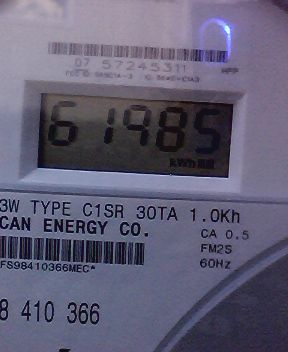 07 57245311
61985
kWh
3W TYPE C1SR 30TA 1.0Kh
CAN ENERGY CO.
CA 0.5
FM2S
60Hz
FS98410366MEC*
8 410 366